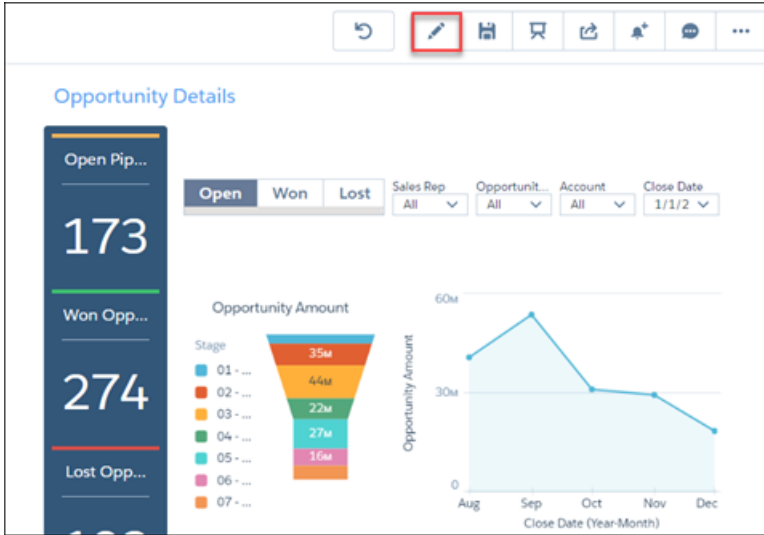 Opportunity Details
Open Pip...
173
Won Opp...
274
Lost Opp...
Open Won Lost
Sales Rep Opportunit... Account Close Date
All All All 1/1/2
Opportunity Amount
Stage
01 - ...
02 - ...
03 - ...
04 - ...
05 - ...
06 - ...
07 - ...
35M
44M
22M
27M
16M
Opportunity Amount
60M
30M
0
Aug Sep Oct Nov Dec
Close Date (Year-Month)